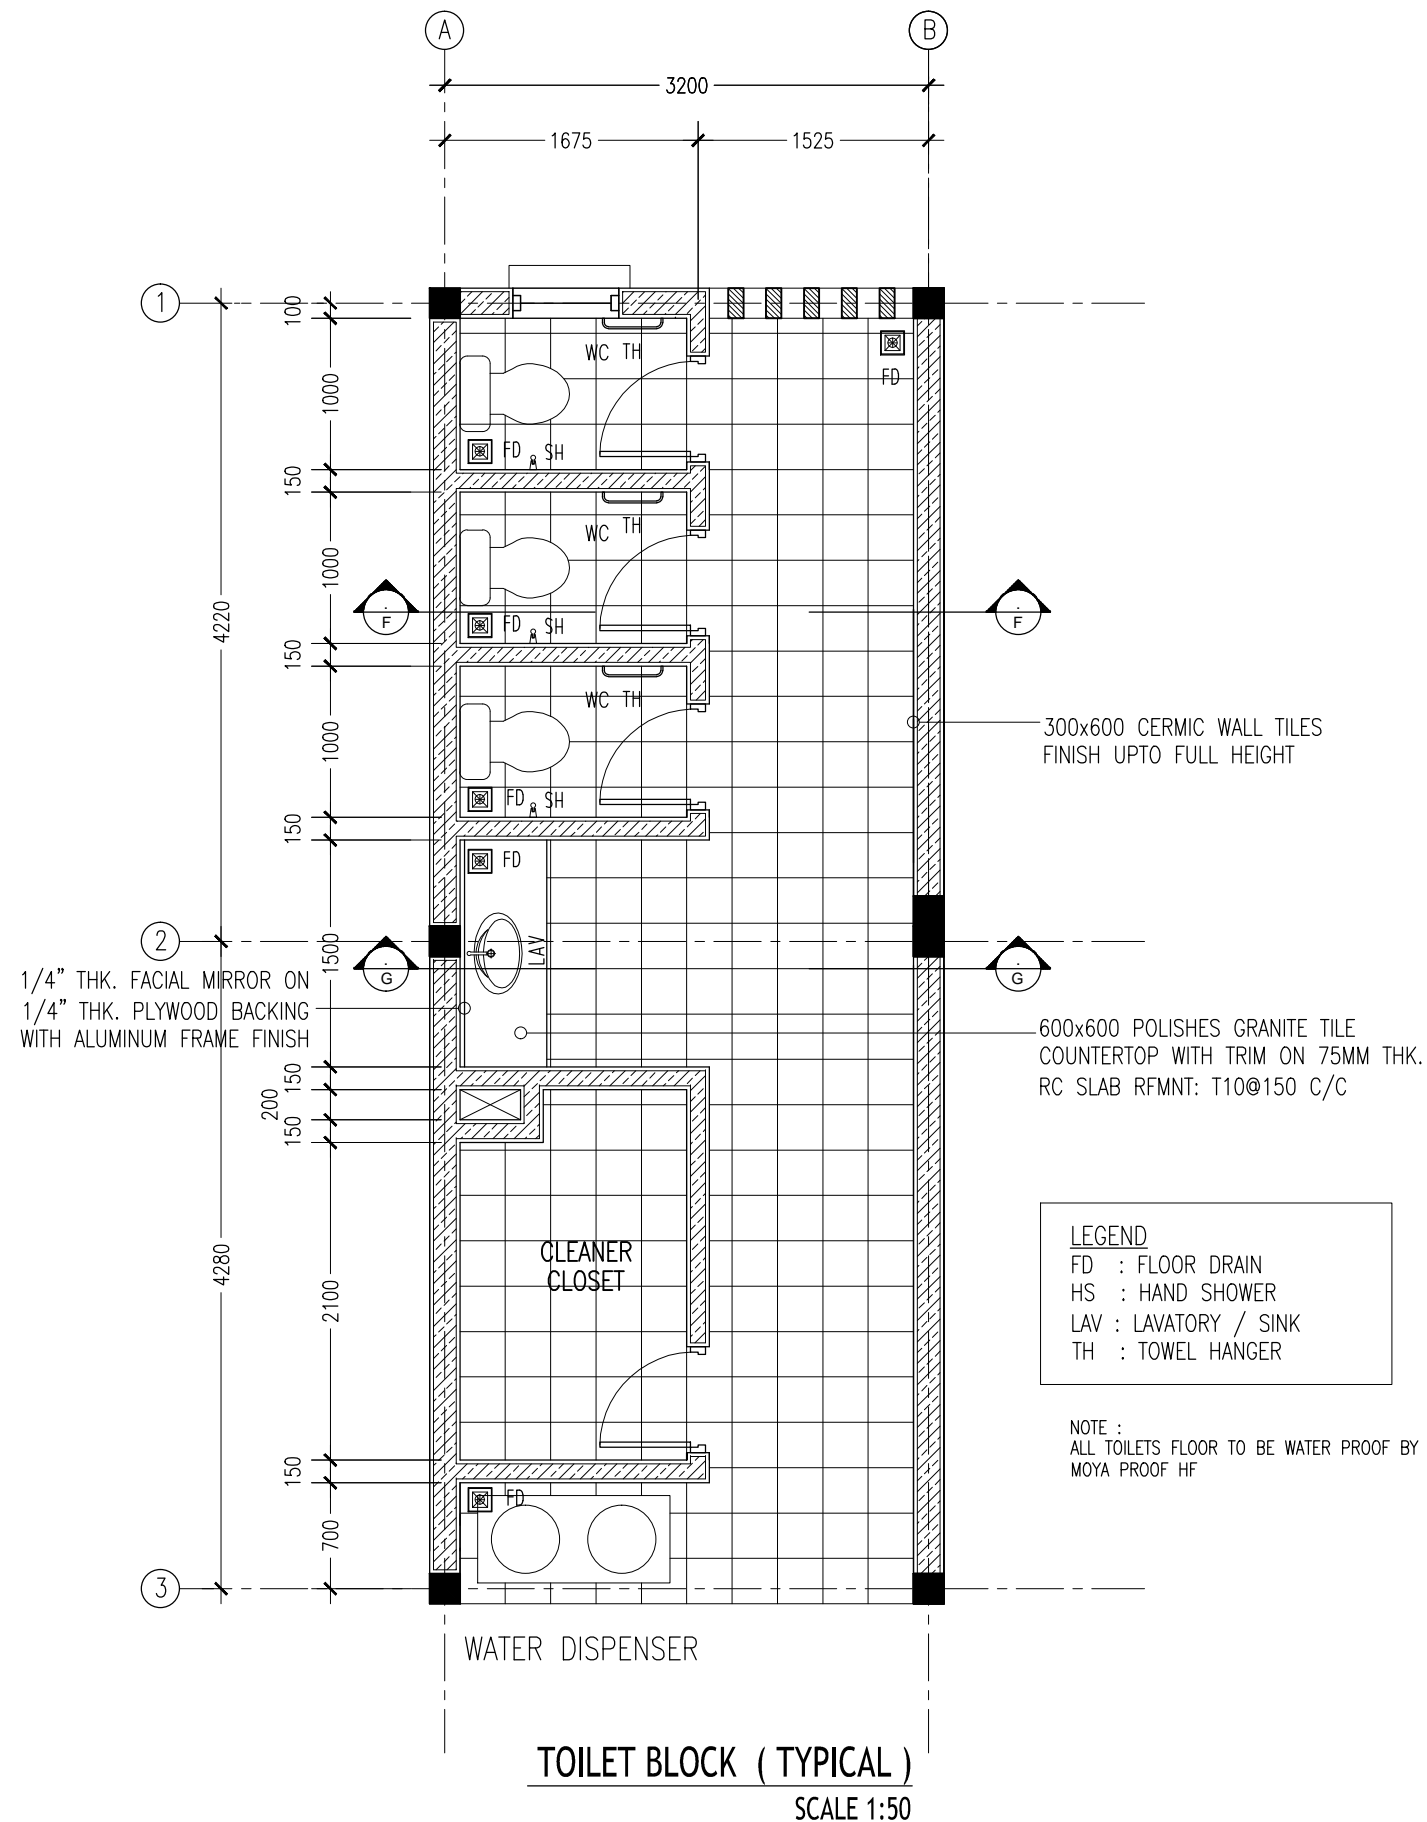 A
B
3200
1675
1525
1
100
WC TH
FD
1000
FD SH
150
WC TH
1000
F
F
4220
FD SH
150
WC TH
300x600 CERMIC WALL TILES
FINISH UPTO FULL HEIGHT
1000
FD SH
150
FD
2
1500
LAV
G
G
1/4” THK. FACIAL MIRROR ON
1/4” THK. PLYWOOD BACKING
WITH ALUMINUM FRAME FINISH
600x600 POLISHES GRANITE TILE
COUNTERTOP WITH TRIM ON 75MM THK.
RC SLAB RFMNT: T10@150 C/C
150
200
150
CLEANER
CLOSET
4280
2100
LEGEND
FD : FLOOR DRAIN
HS : HAND SHOWER
LAV : LAVATORY / SINK
TH : TOWEL HANGER
NOTE :
ALL TOILETS FLOOR TO BE WATER PROOF BY
MOYA PROOF HF
150
FD
700
3
WATER DISPENSER
TOILET BLOCK ( TYPICAL )
SCALE 1:50